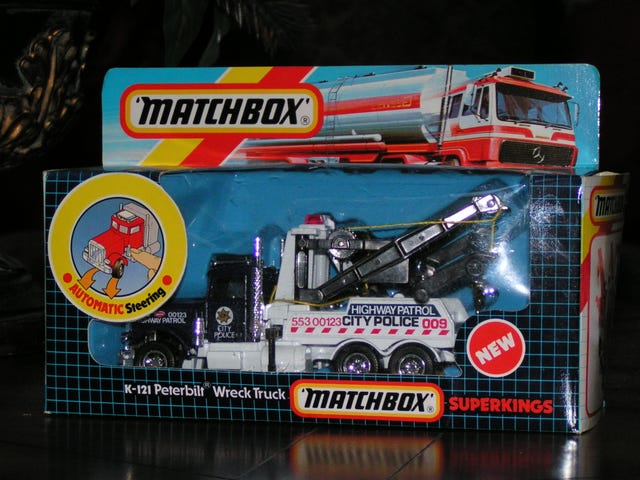 'MATCHBOX'®
MATCHBOX
AUTOMATIC Steering
HIGHWAY PATROL
553 00123 CITY POLICE 009
00123
HIGHWAY PATROL
CITY
POLICE
NEW
K-121 Peterbilt® Wreck Truck
'MATCHBOX'®
SUPERKINGS